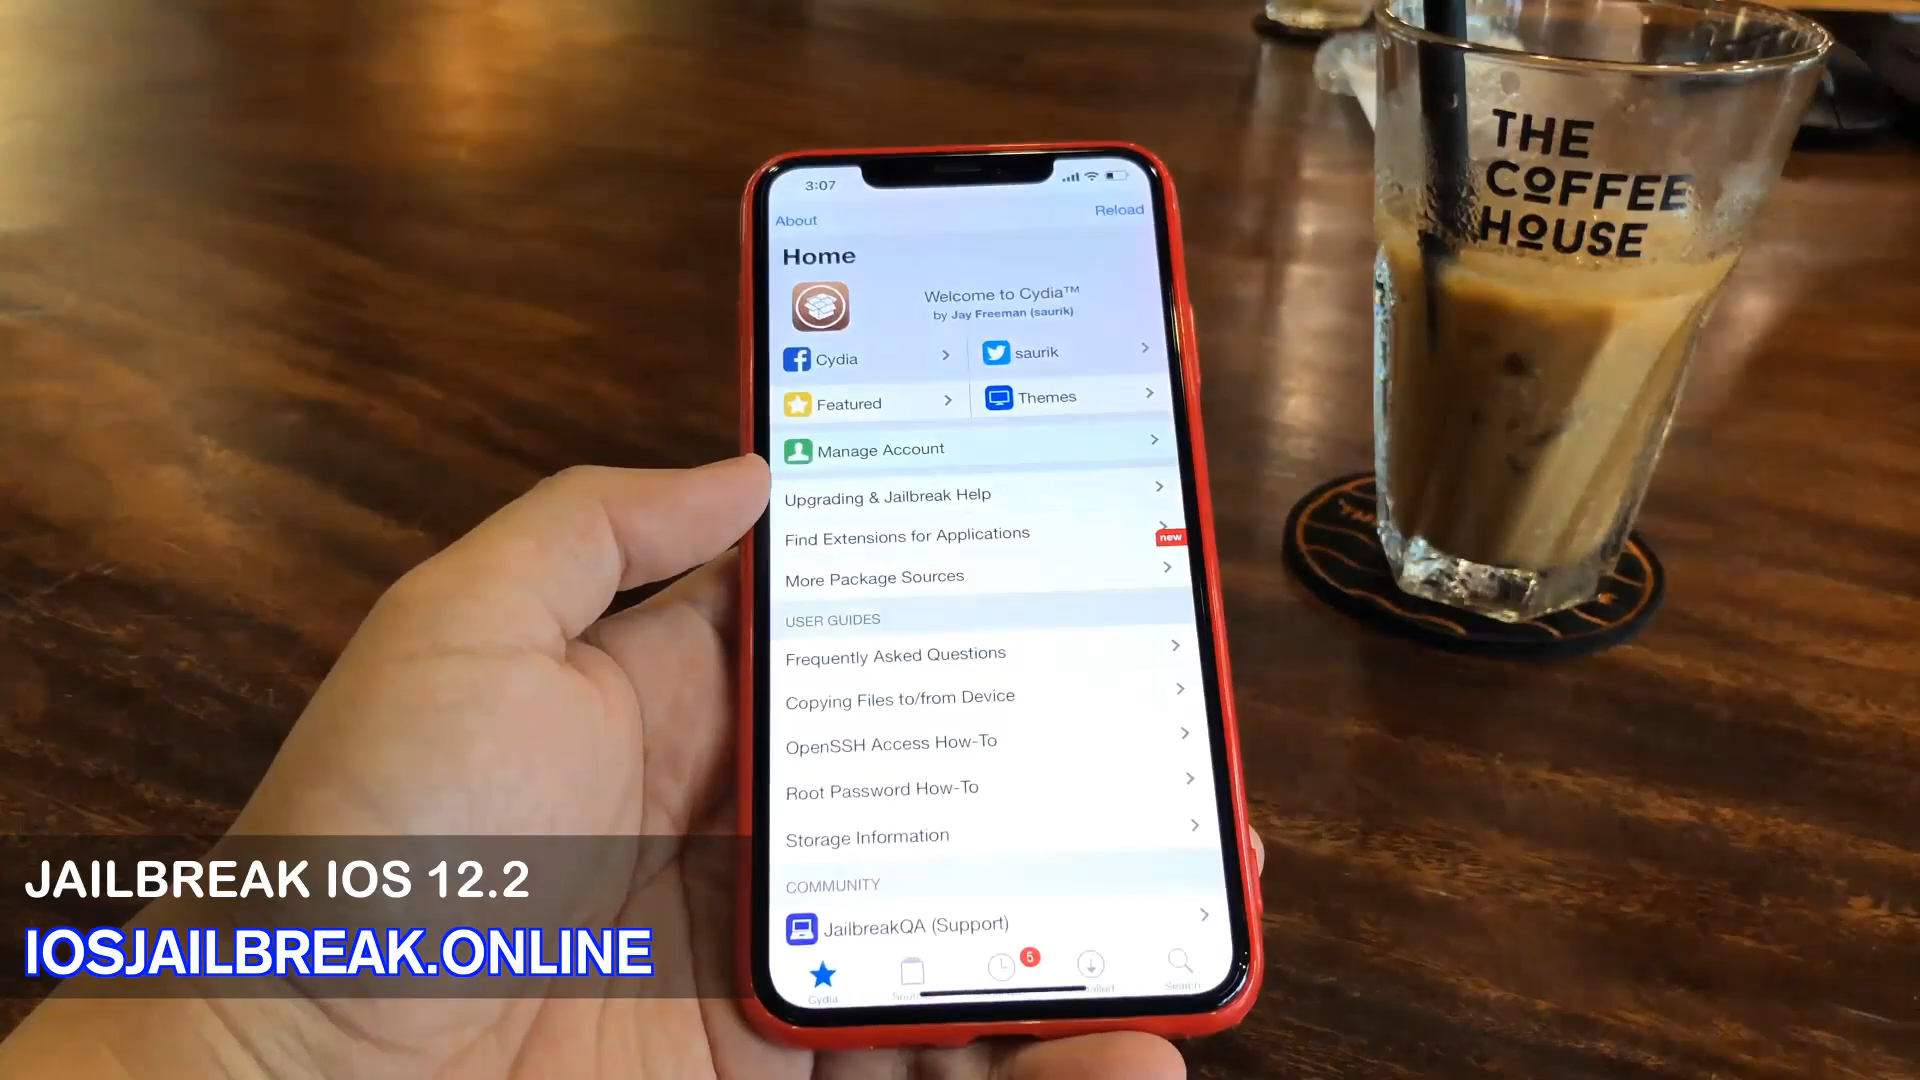 THE
COFFEE
HOUSE
3:07
About
Reload
Home
Welcome to Cydia™
by Jay Freeman (saurik)
Cydia
saurik
Featured
Themes
Manage Account
Upgrading & Jailbreak Help
Find Extensions for Applications
new
More Package Sources
USER GUIDES
Frequently Asked Questions
Copying Files to/from Device
OpenSSH Access How-To
Root Password How-To
Storage Information
COMMUNITY
JailbreakQA (Support)
5
Cydia
Search
JAILBREAK IOS 12.2
IOSJAILBREAK.ONLINE